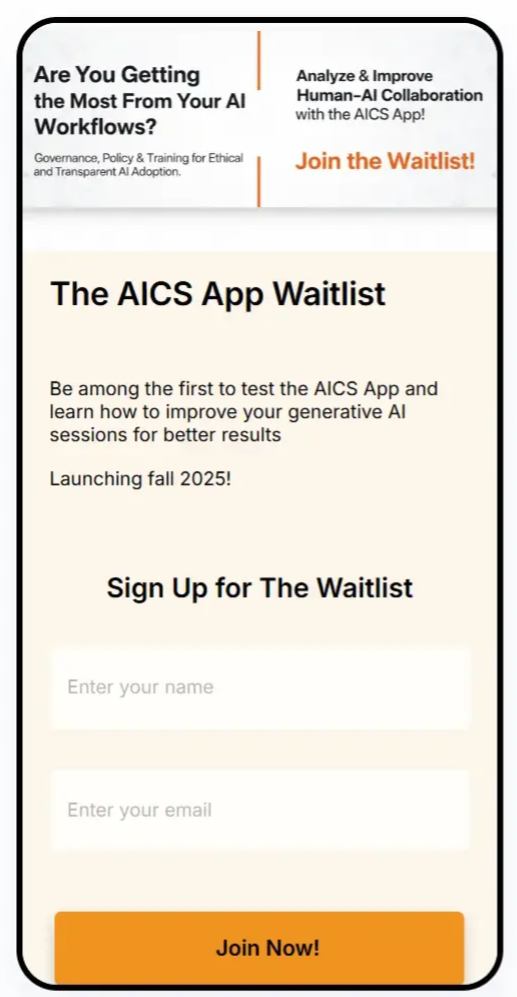 Are You Getting
the Most From Your AI
Workflows?
Governance, Policy & Training for Ethical
and Transparent AI Adoption.
Analyze & Improve
Human-AI Collaboration
with the AICS App!
Join the Waitlist!
The AICS App Waitlist
Be among the first to test the AICS App and
learn how to improve your generative AI
sessions for better results
Launching fall 2025!
Sign Up for The Waitlist
Enter your name
Enter your email
Join Now!